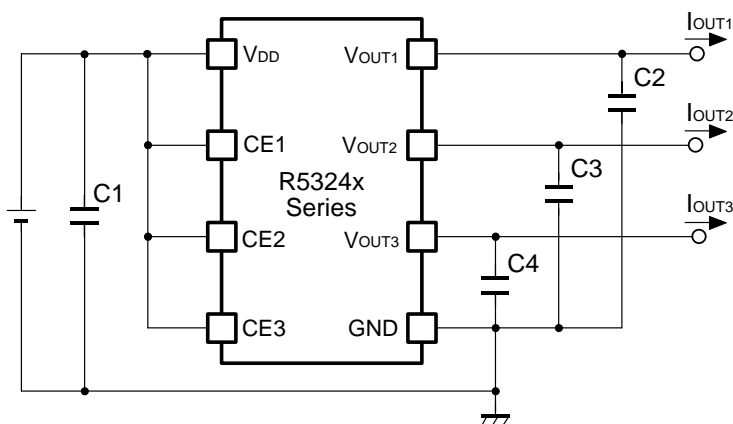 IOUT1
VDD VOUT1
C2
IOUT2
CE1 VOUT2
R5324x
Series
C3
C1
IOUT3
CE2 VOUT3
C4
CE3 GND